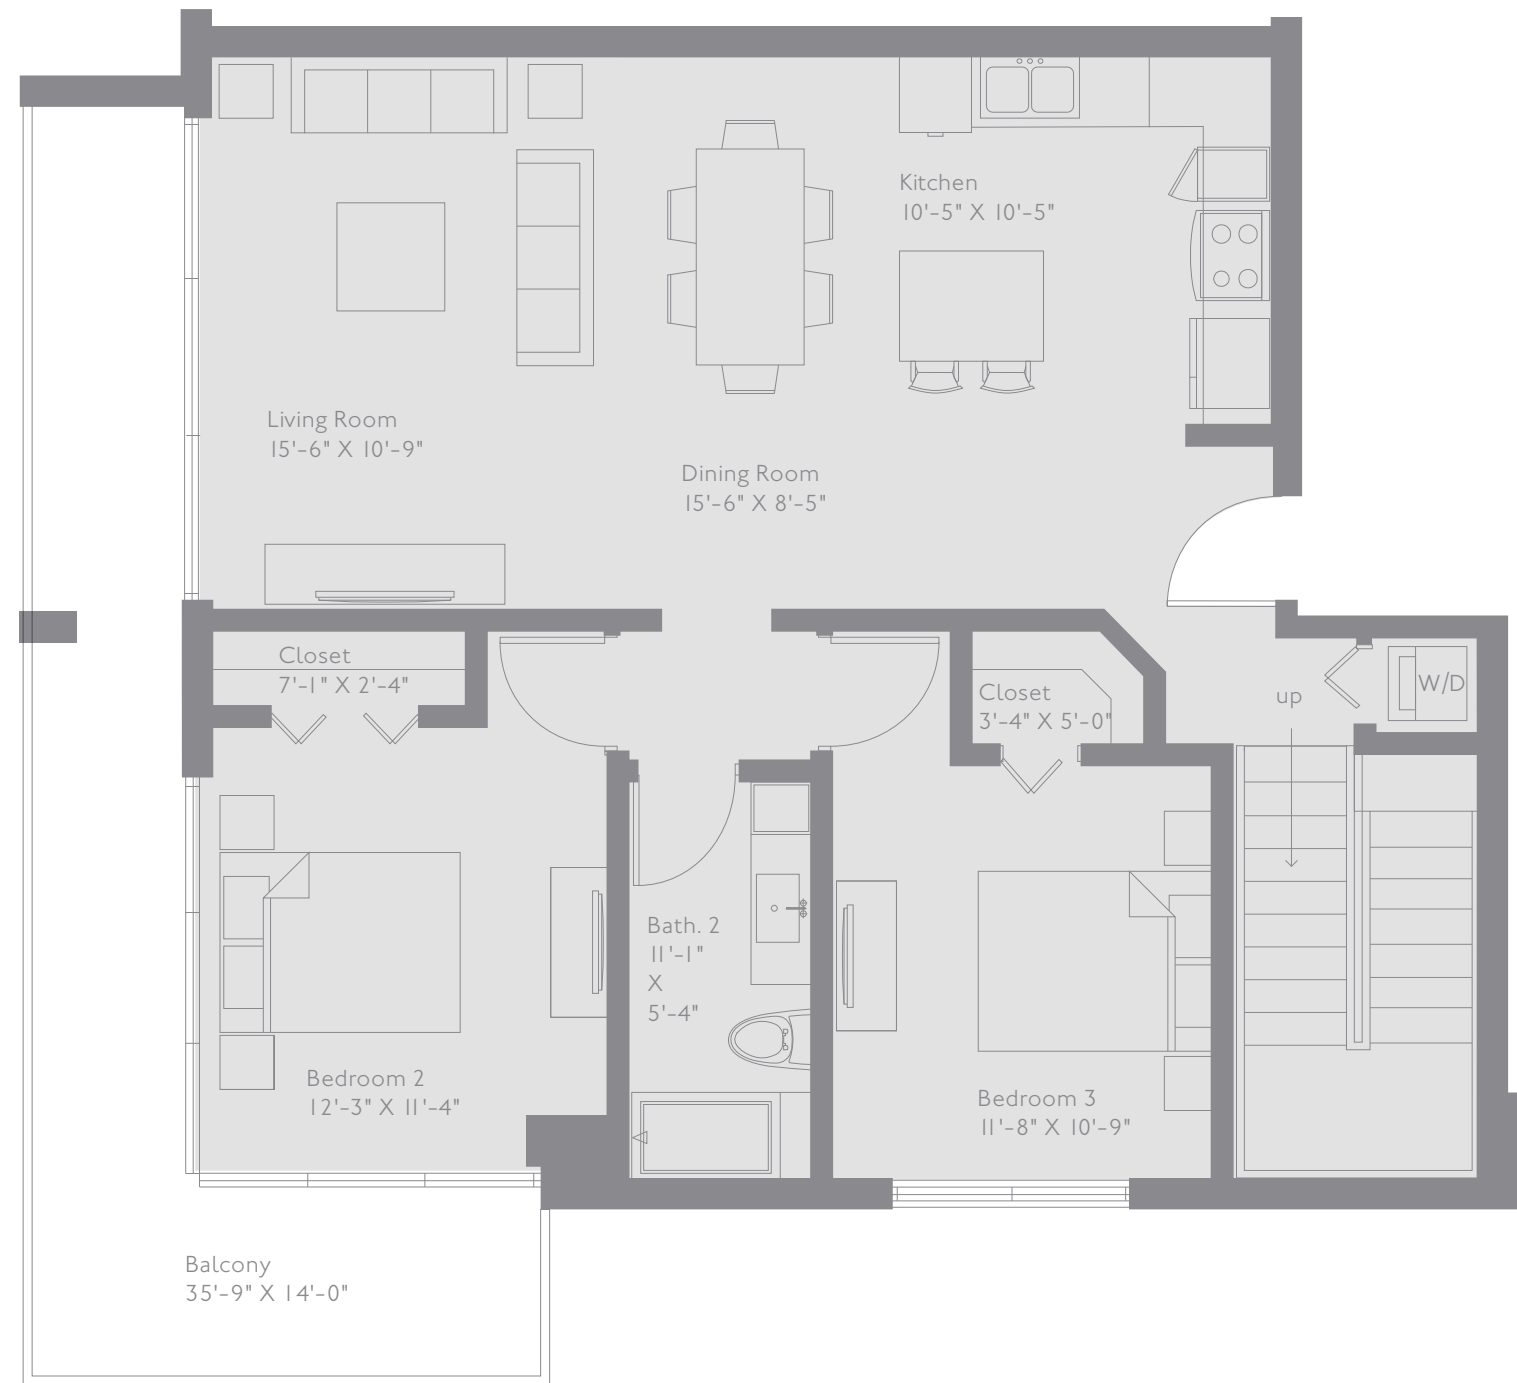 Kitchen
10'-5" X 10'-5"
Living Room
15'-6" X 10'-9"
Dining Room
15'-6" X 8'-5"
Closet
7'-1" X 2'-4"
Closet
3'-4" X 5'-0"
up
W/D
Bath. 2
11'-1"
X
5'-4"
Bedroom 2
12'-3" X 11'-4"
Bedroom 3
11'-8" X 10'-9"
Balcony
35'-9" X 14'-0"